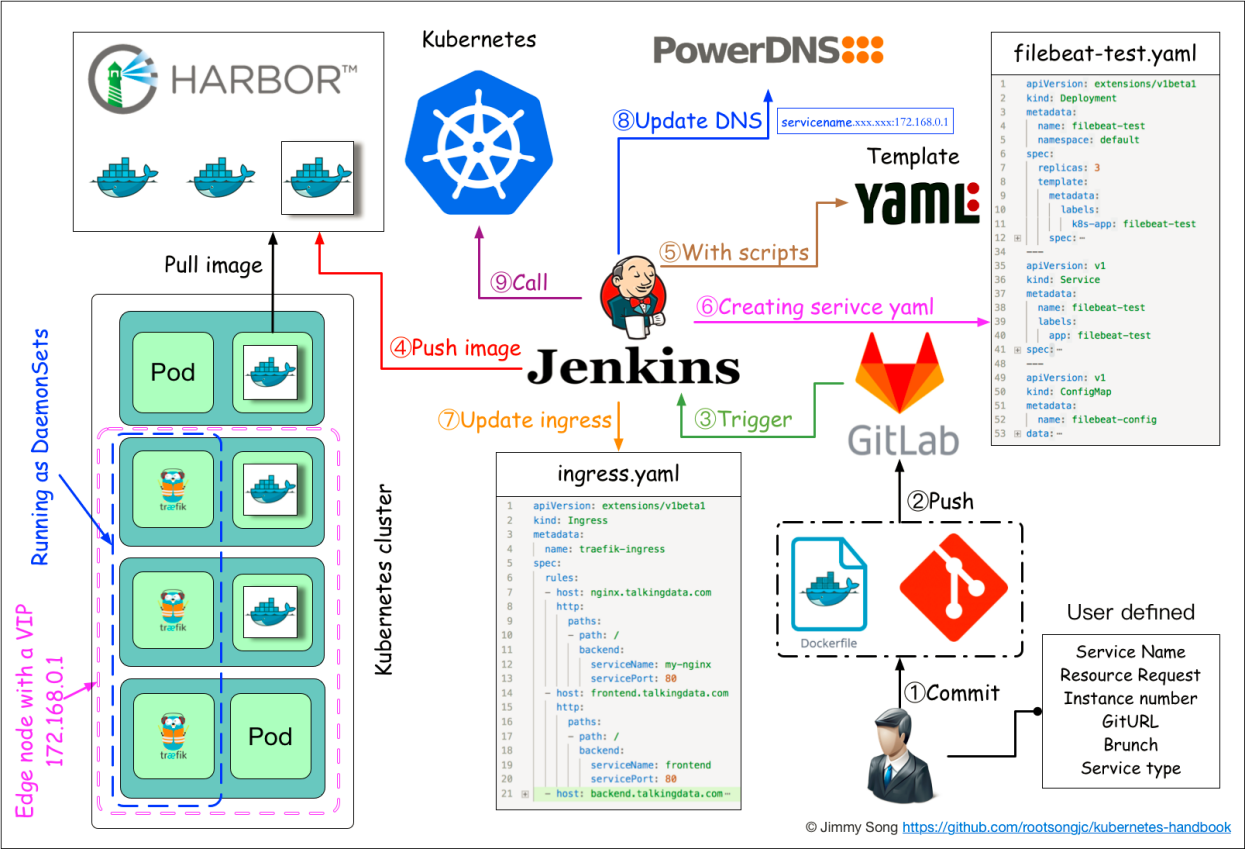 HARBOR™
Kubernetes
PowerDNS
⑧Update DNS
servicename.xxx.xxx:172.168.0.1
Template
YAML
⑤With scripts
⑨Call
⑥Creating serivce yaml
Pull image
④Push image
Jenkins
⑦Update ingress
③Trigger
GitLab
②Push
Dockerfile
①Commit
User defined
Service Name
Resource Request
Instance number
GitURL
Brunch
Service type
Pod
træfik
træfik
træfik
Pod
Running as DaemonSets
Edge node with a VIP
172.168.0.1
Kubernetes cluster
filebeat-test.yaml
1 apiVersion: extensions/v1beta1
2 kind: Deployment
3 metadata:
4 name: filebeat-test
5 namespace: default
6 spec:
7 replicas: 3
8 template:
9 metadata:
10 labels:
11 k8s-app: filebeat-test
12 spec:⋯
34 ---
35 apiVersion: v1
36 kind: Service
37 metadata:
38 name: filebeat-test
39 labels:
40 app: filebeat-test
41 spec:⋯
48 ---
49 apiVersion: v1
50 kind: ConfigMap
51 metadata:
52 name: filebeat-config
53 data:⋯
ingress.yaml
1 apiVersion: extensions/v1beta1
2 kind: Ingress
3 metadata:
4 name: traefik-ingress
5 spec:
6 rules:
7 - host: nginx.talkingdata.com
8 http:
9 paths:
10 - path: /
11 backend:
12 serviceName: my-nginx
13 servicePort: 80
14 - host: frontend.talkingdata.com
15 http:
16 paths:
17 - path: /
18 backend:
19 serviceName: frontend
20 servicePort: 80
21 - host: backend.talkingdata.com⋯
© Jimmy Song https://github.com/rootsongjc/kubernetes-handbook